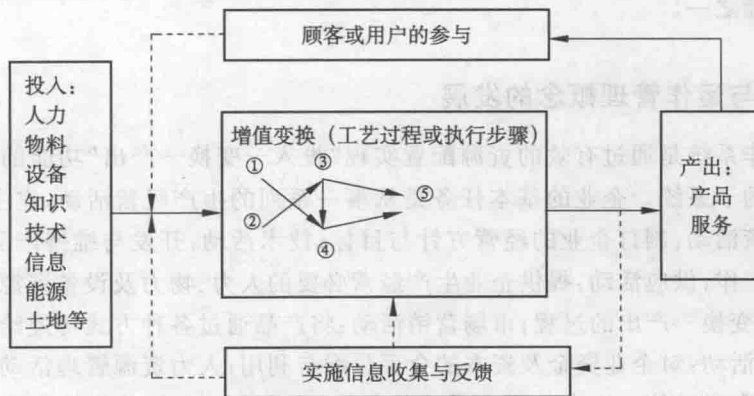 顾客或用户的参与
投入：
人力
物料
设备
知识
技术
信息
能源
土地等
增值变换（工艺过程或执行步骤）
① ③
⑤
②
④
产出：
产品
服务
实施信息收集与反馈